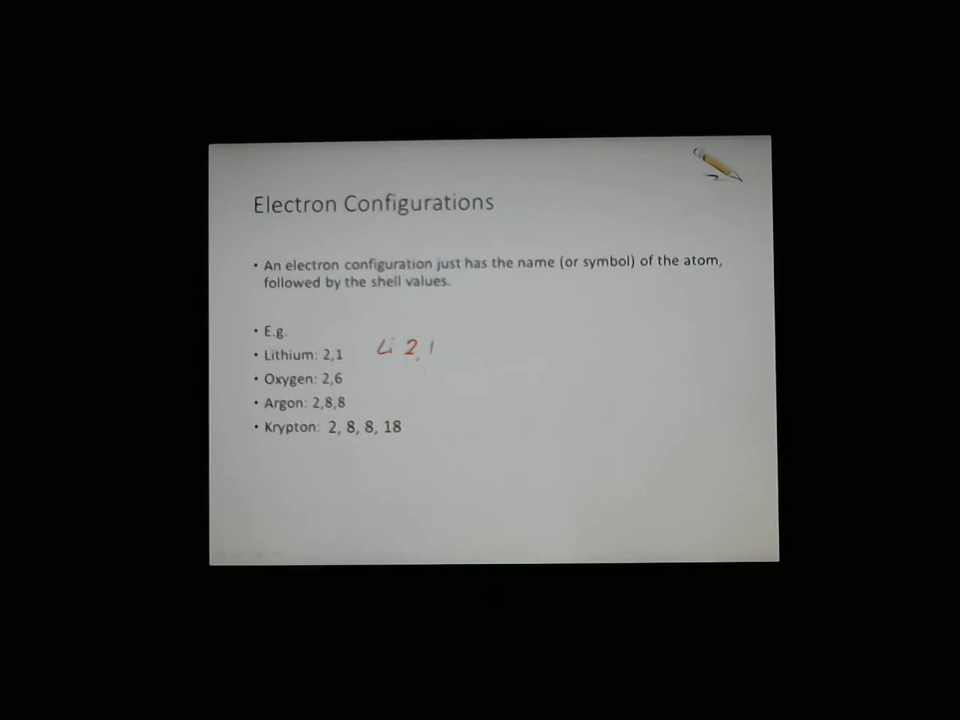 Electron Configurations
• An electron configuration just has the name (or symbol) of the atom,
followed by the shell values.
• E.g.
• Lithium: 2,1 Li 2,1
• Oxygen: 2,6
• Argon: 2,8,8
• Krypton: 2, 8, 8, 18